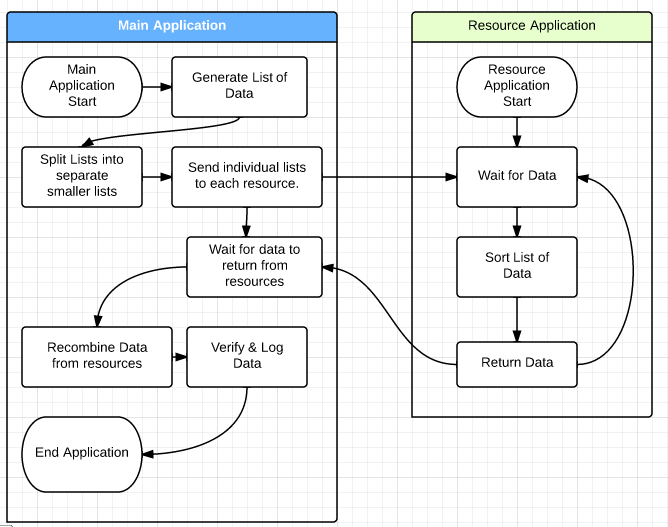 Main Application
Main
Application
Start
Generate List of
Data
Split Lists into
separate
smaller lists
Send individual lists
to each resource.
Wait for data to
return from
resources
Recombine Data
from resources
Verify & Log
Data
End Application
Resource Application
Resource
Application
Start
Wait for Data
Sort List of
Data
Return Data